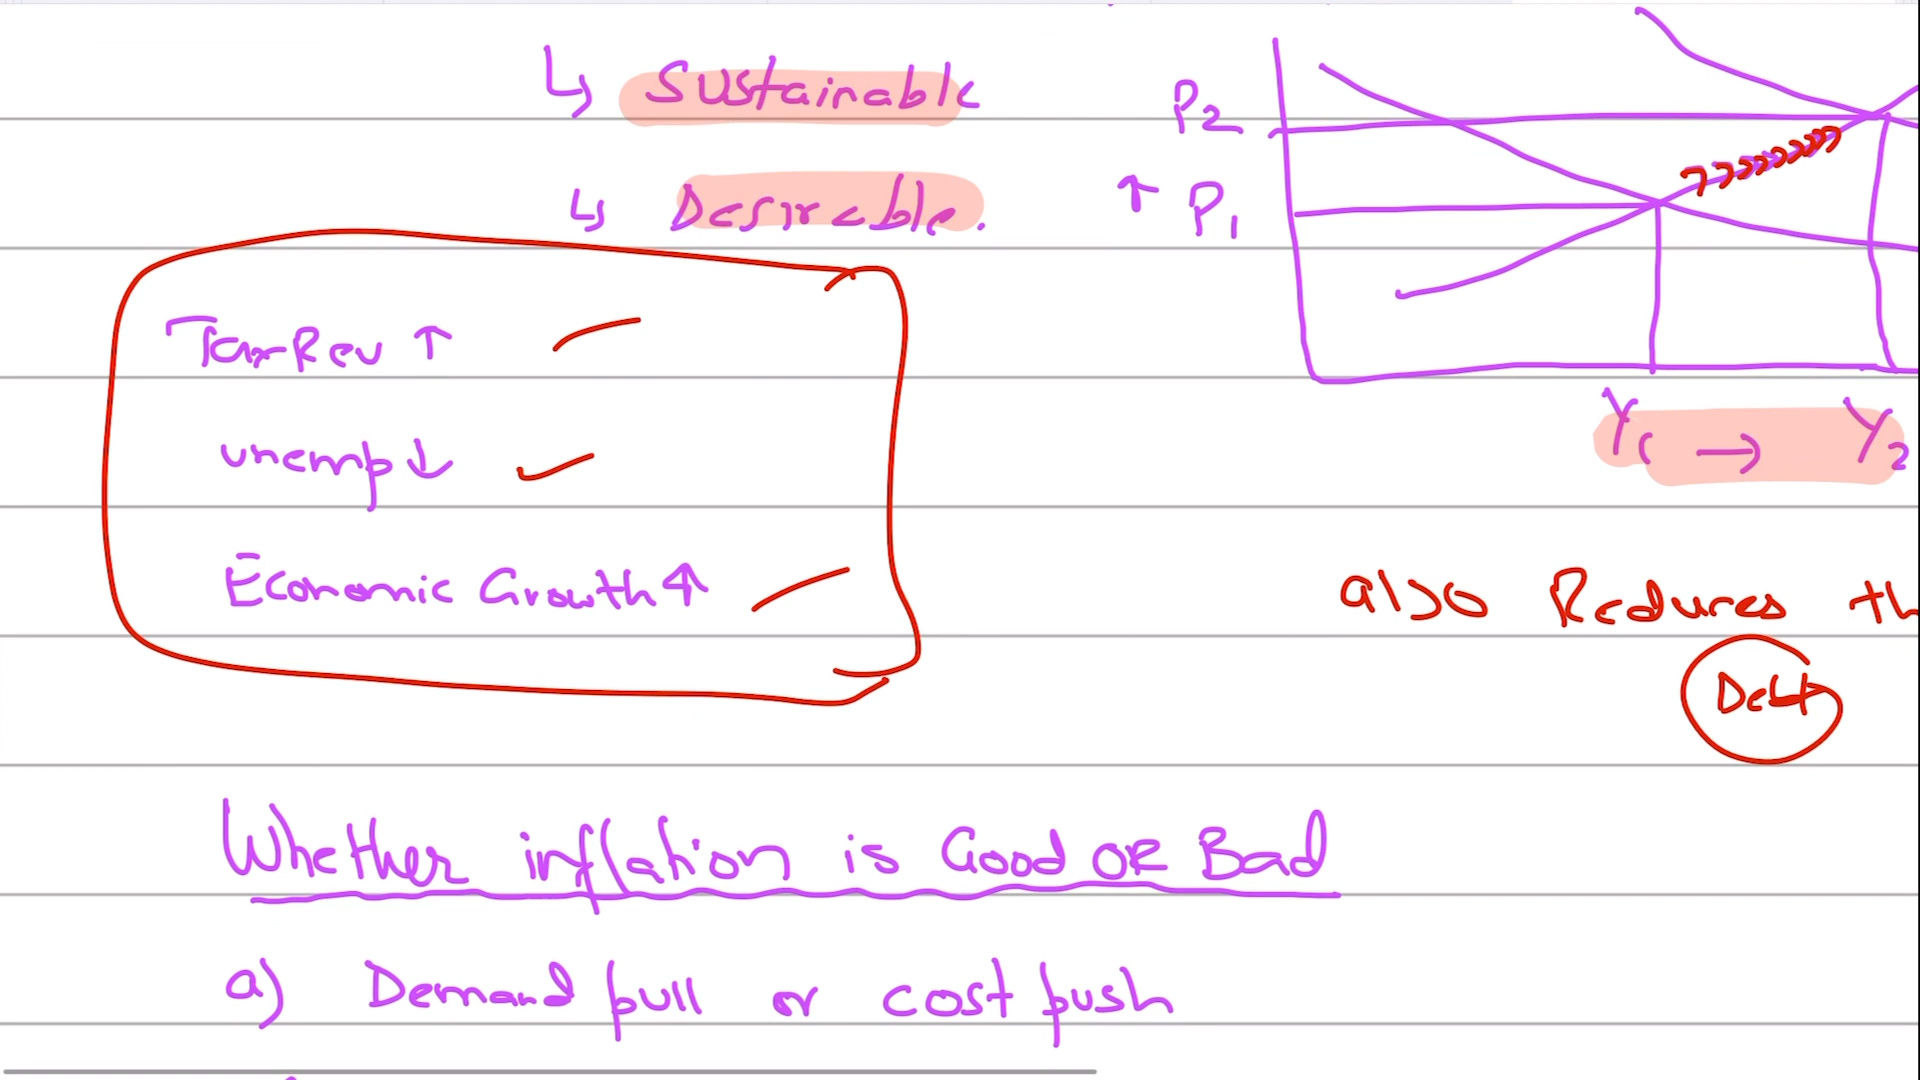 ↳ Sustainable
↳ Desirable.
P2
↑ P1
Y1 → Y2
Tax Rev ↑
unemp ↓
Economic Growth ↑
also Reduces th
Debt
Whether inflation is Good OR Bad
a) Demand pull or cost push